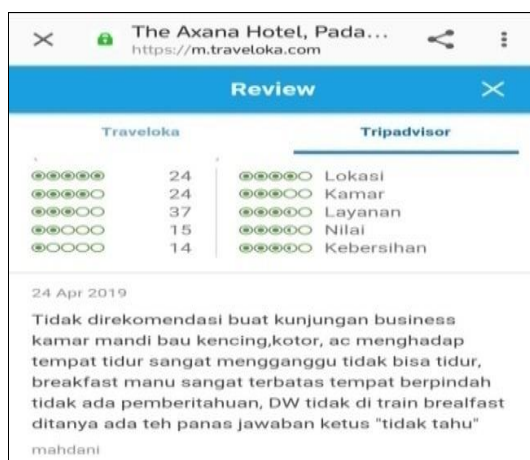 The Axana Hotel, Pada...
https://m.traveloka.com
Review
Traveloka Tripadvisor
24 Lokasi
24 Kamar
37 Layanan
15 Nilai
14 Kebersihan
24 Apr 2019
Tidak direkomendasi buat kunjungan business
kamar mandi bau kencing,kotor, ac menghadap
tempat tidur sangat mengganggu tidak bisa tidur,
breakfast manu sangat terbatas tempat berpindah
tidak ada pemberitahuan, DW tidak di train brealfast
ditanya ada teh panas jawaban ketus "tidak tahu"
mahdani